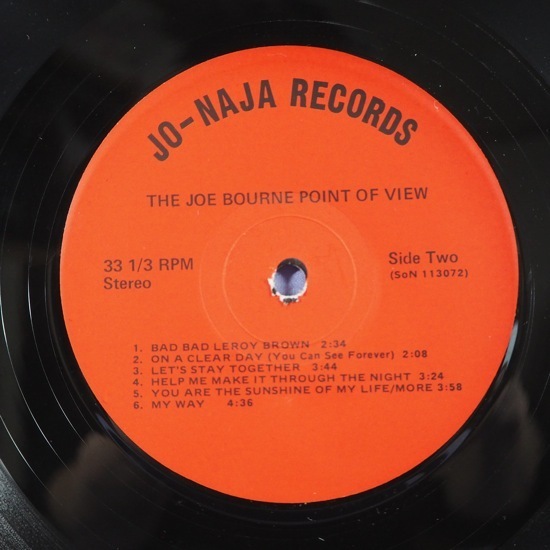 JO-NAJA RECORDS
THE JOE BOURNE POINT OF VIEW
33 1/3 RPM
Stereo
Side Two
(SoN 113072)
1. BAD BAD LEROY BROWN 2:34
2. ON A CLEAR DAY (You Can See Forever) 2:08
3. LET'S STAY TOGETHER 3:44
4. HELP ME MAKE IT THROUGH THE NIGHT 3:24
5. YOU ARE THE SUNSHINE OF MY LIFE/MORE 3:58
6. MY WAY 4:36